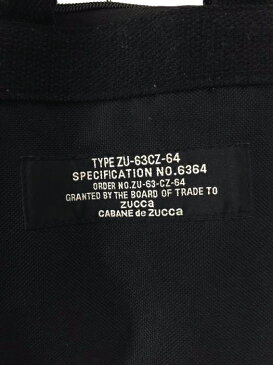 TYPE ZU-63CZ-64
SPECIFICATION NO.6364
ORDER NO.ZU-63-CZ-64
GRANTED BY THE BOARD OF TRADE TO
ZUCCa
CABANE de ZUCCa